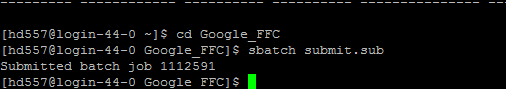 --------- ----------- ---------- ---------- --------------- -------
[hd557@login-44-0 ~]$ cd Google_FFC
[hd557@login-44-0 Google_FFC]$ sbatch submit.sub
Submitted batch job 1112591
[hd557@login-44-0 Google_FFC]$